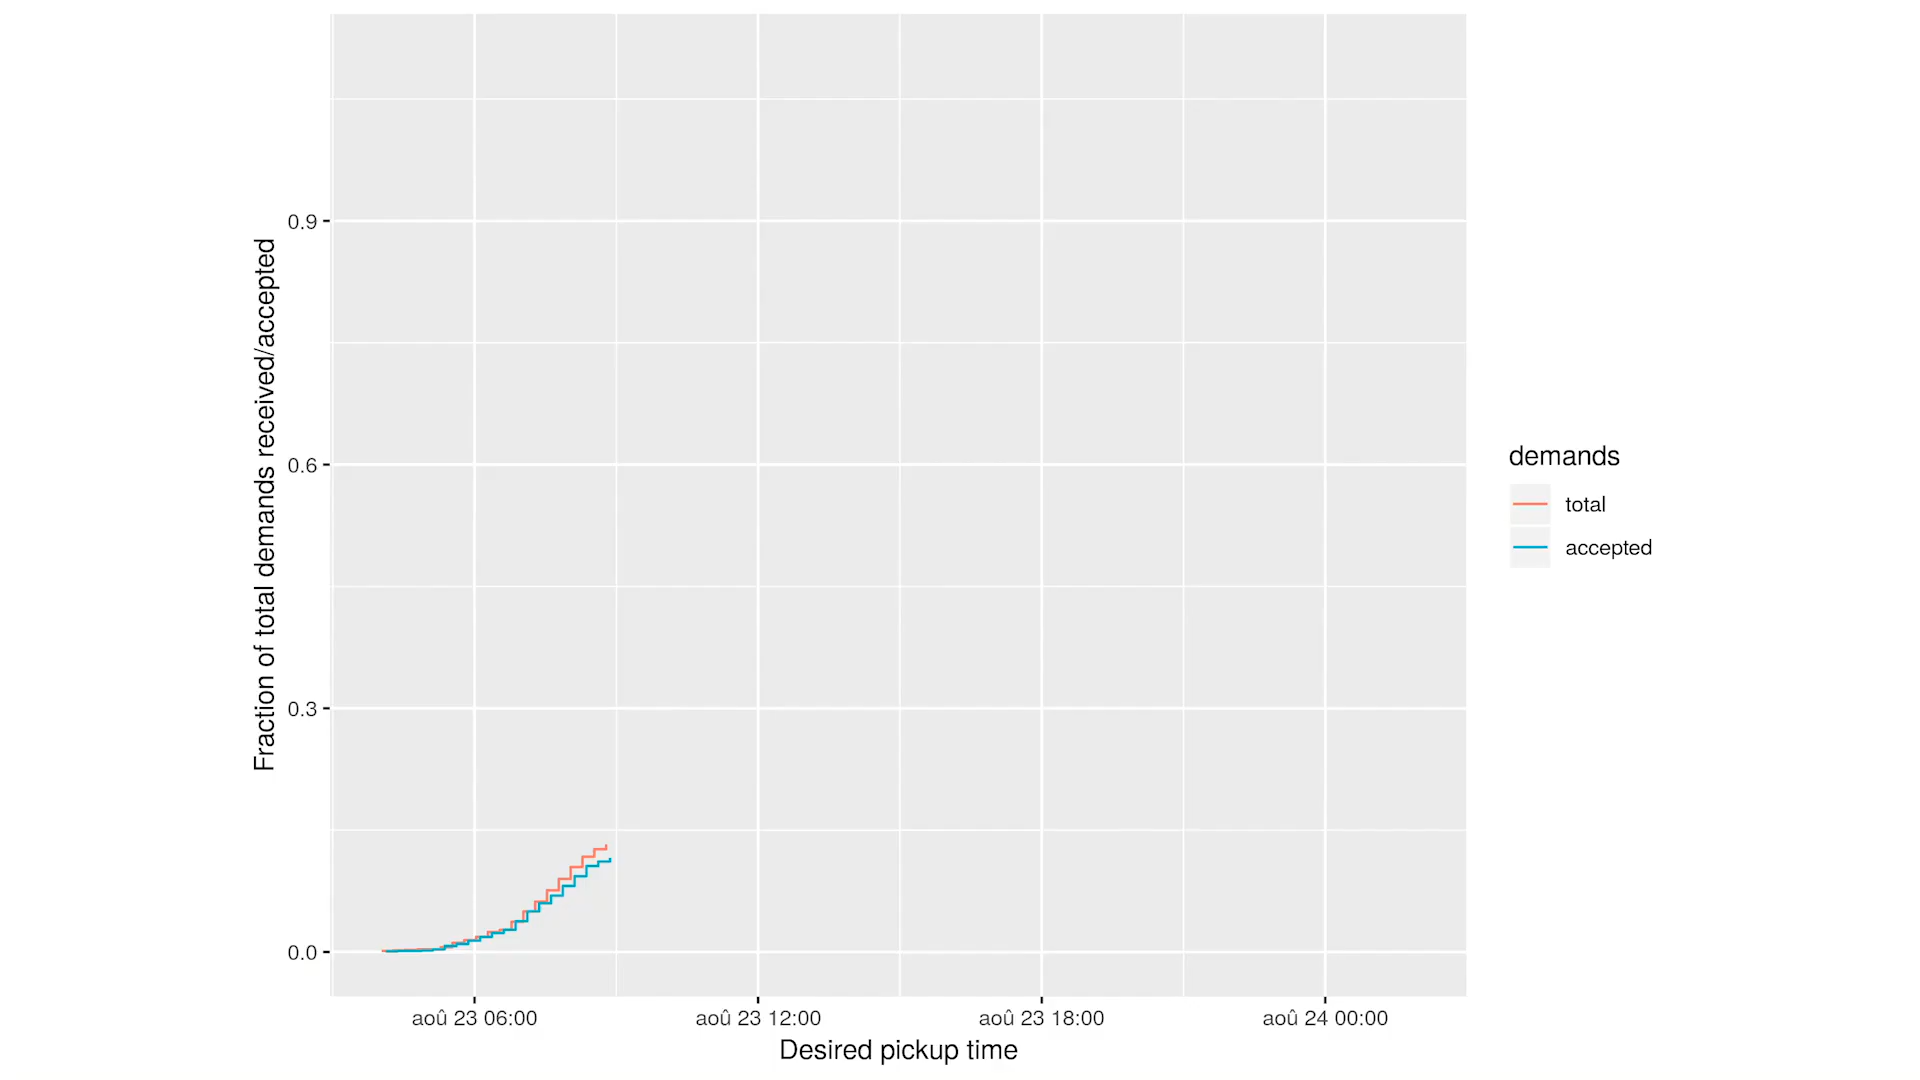 Fraction of total demands received/accepted
0.9
0.6
0.3
0.0
aoû 23 06:00
aoû 23 12:00
aoû 23 18:00
aoû 24 00:00
Desired pickup time
demands
total
accepted